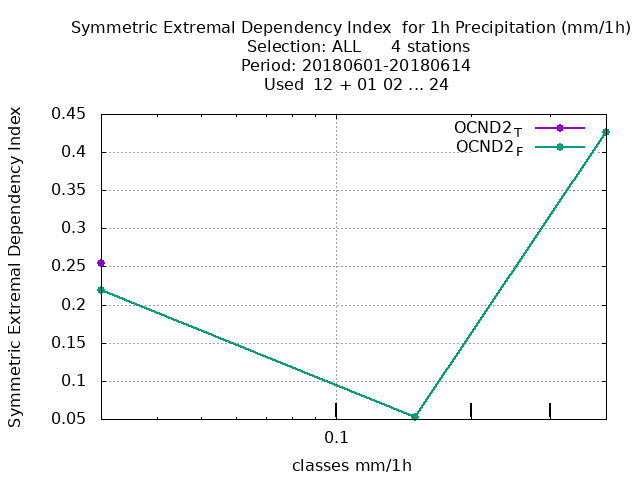 Symmetric Extremal Dependency Index  for 1h Precipitation (mm/1h)
Selection: ALL      4 stations
Period: 20180601-20180614
Used  12 + 01 02 ... 24
Symmetric Extremal Dependency Index
0.45
0.4
0.35
0.3
0.25
0.2
0.15
0.1
0.05
OCND2T
OCND2F
0.1
classes mm/1h